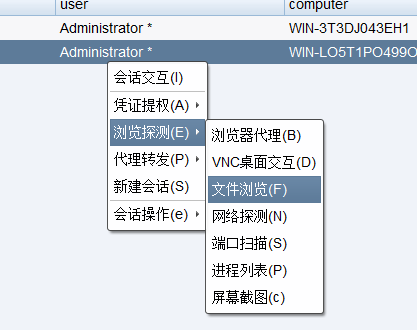 user computer
Administrator * WIN-3T3DJ043EH1
Administrator * WIN-LO5T1PO499O
会话交互(I)
凭证提权(A)
浏览探测(E)
代理转发(P)
新建会话(S)
会话操作(e)
浏览器代理(B)
VNC桌面交互(D)
文件浏览(F)
网络探测(N)
端口扫描(S)
进程列表(P)
屏幕截图(c)